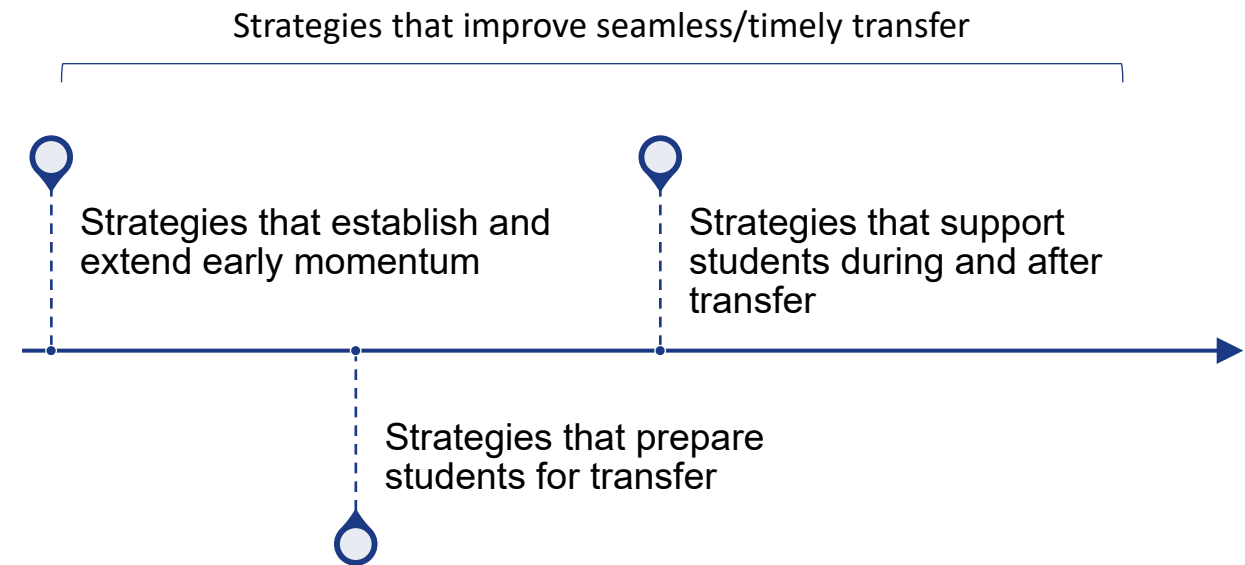 Strategies that improve seamless/timely transfer
Strategies that establish and
extend early momentum
Strategies that support
students during and after
transfer
Strategies that prepare
students for transfer